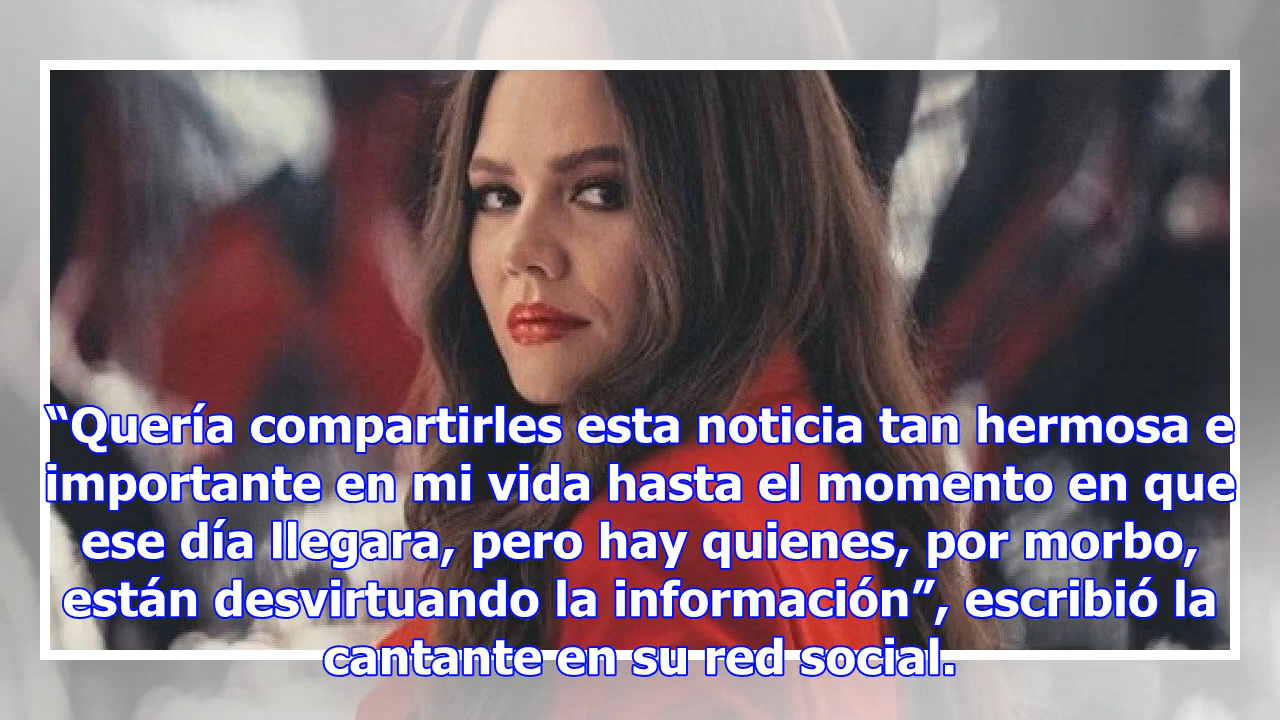 “Quería compartirles esta noticia tan hermosa e
importante en mi vida hasta el momento en que
ese día llegara, pero hay quienes, por morbo,
están desvirtuando la información”, escribió la
cantante en su red social.